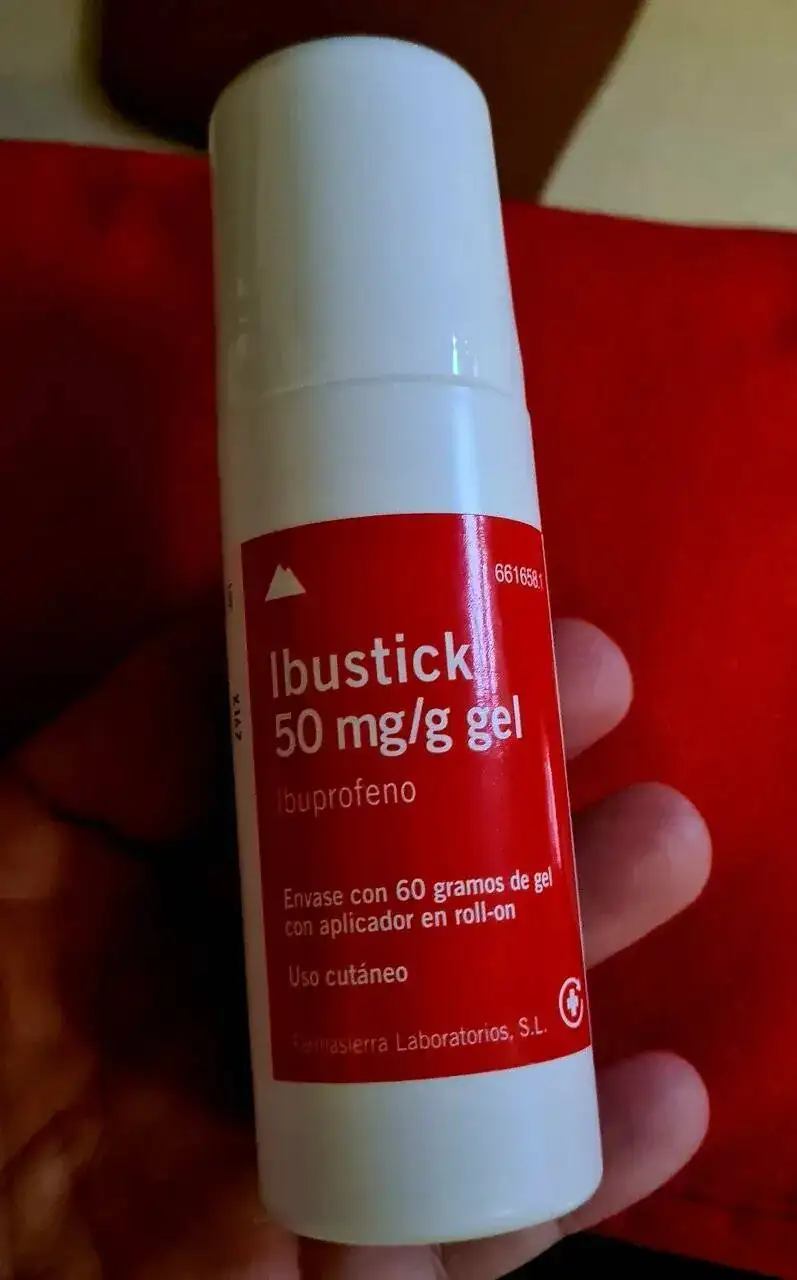 661658.1
Ibustick
50 mg/g gel
Ibuprofeno
Envase con 60 gramos de gel
con aplicador en roll-on
Uso cutáneo
Farmasierra Laboratorios, S.L.